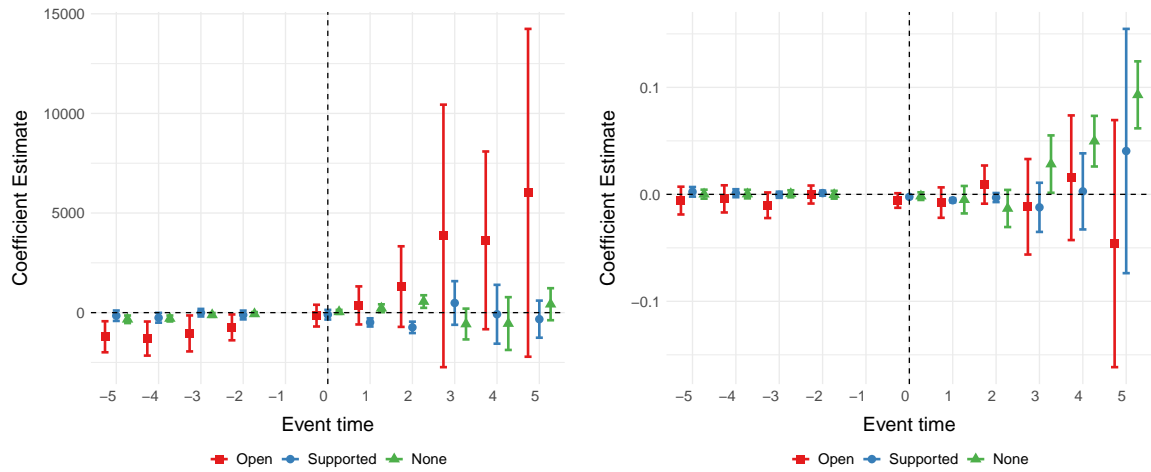 Coefficient Estimate
15000
10000
5000
0
−5 −4 −3 −2 −1 0 1 2 3 4 5
Event time
Open Supported None
Coefficient Estimate
0.1
0.0
−0.1
−5 −4 −3 −2 −1 0 1 2 3 4 5
Event time
Open Supported None